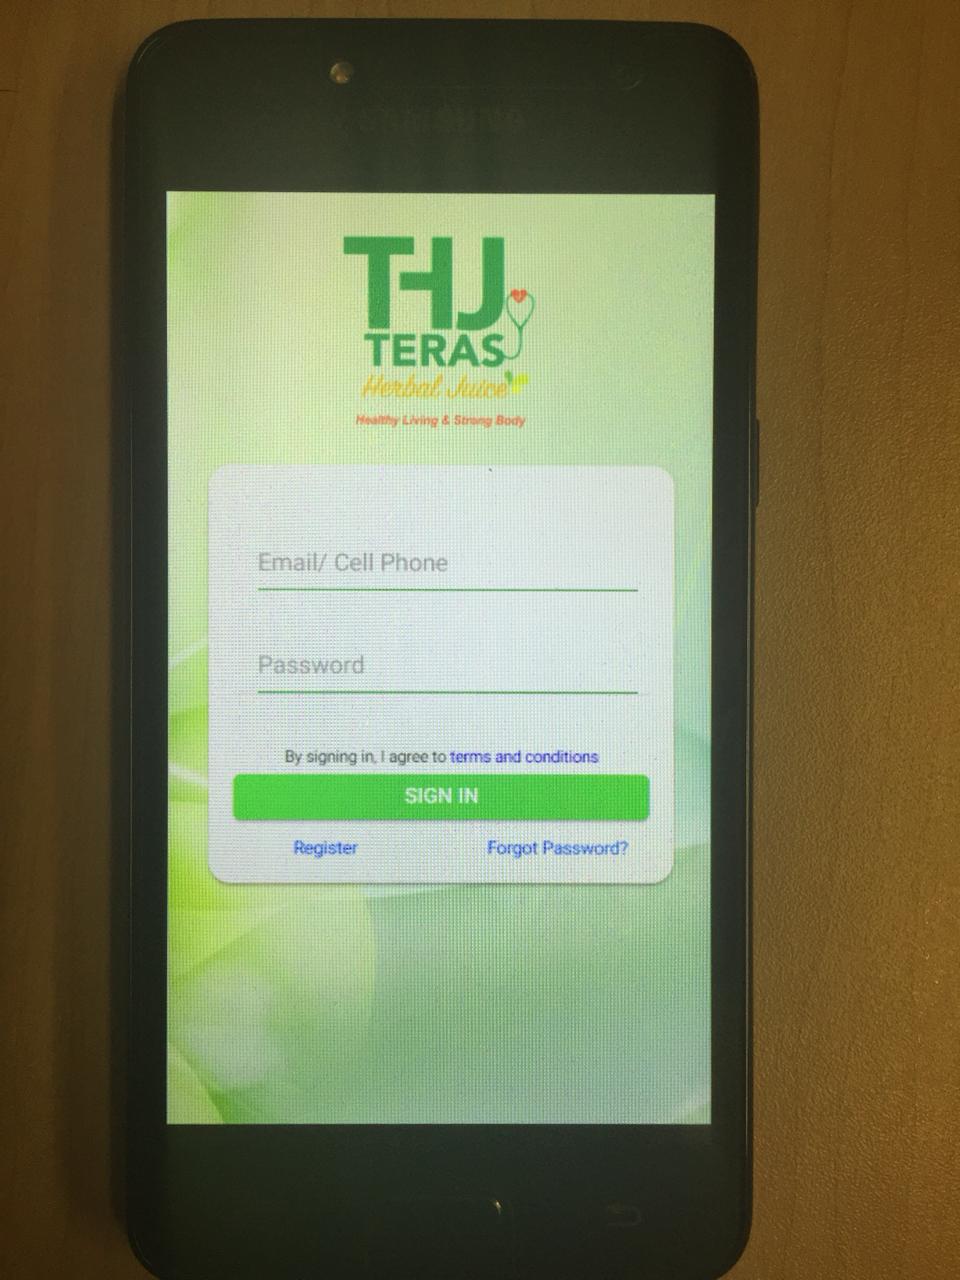 THJ
TERAS
Herbal Juice
Healthy Living & Strong Body
Email/ Cell Phone
Password
By signing in, I agree to terms and conditions
SIGN IN
Register
Forgot Password?